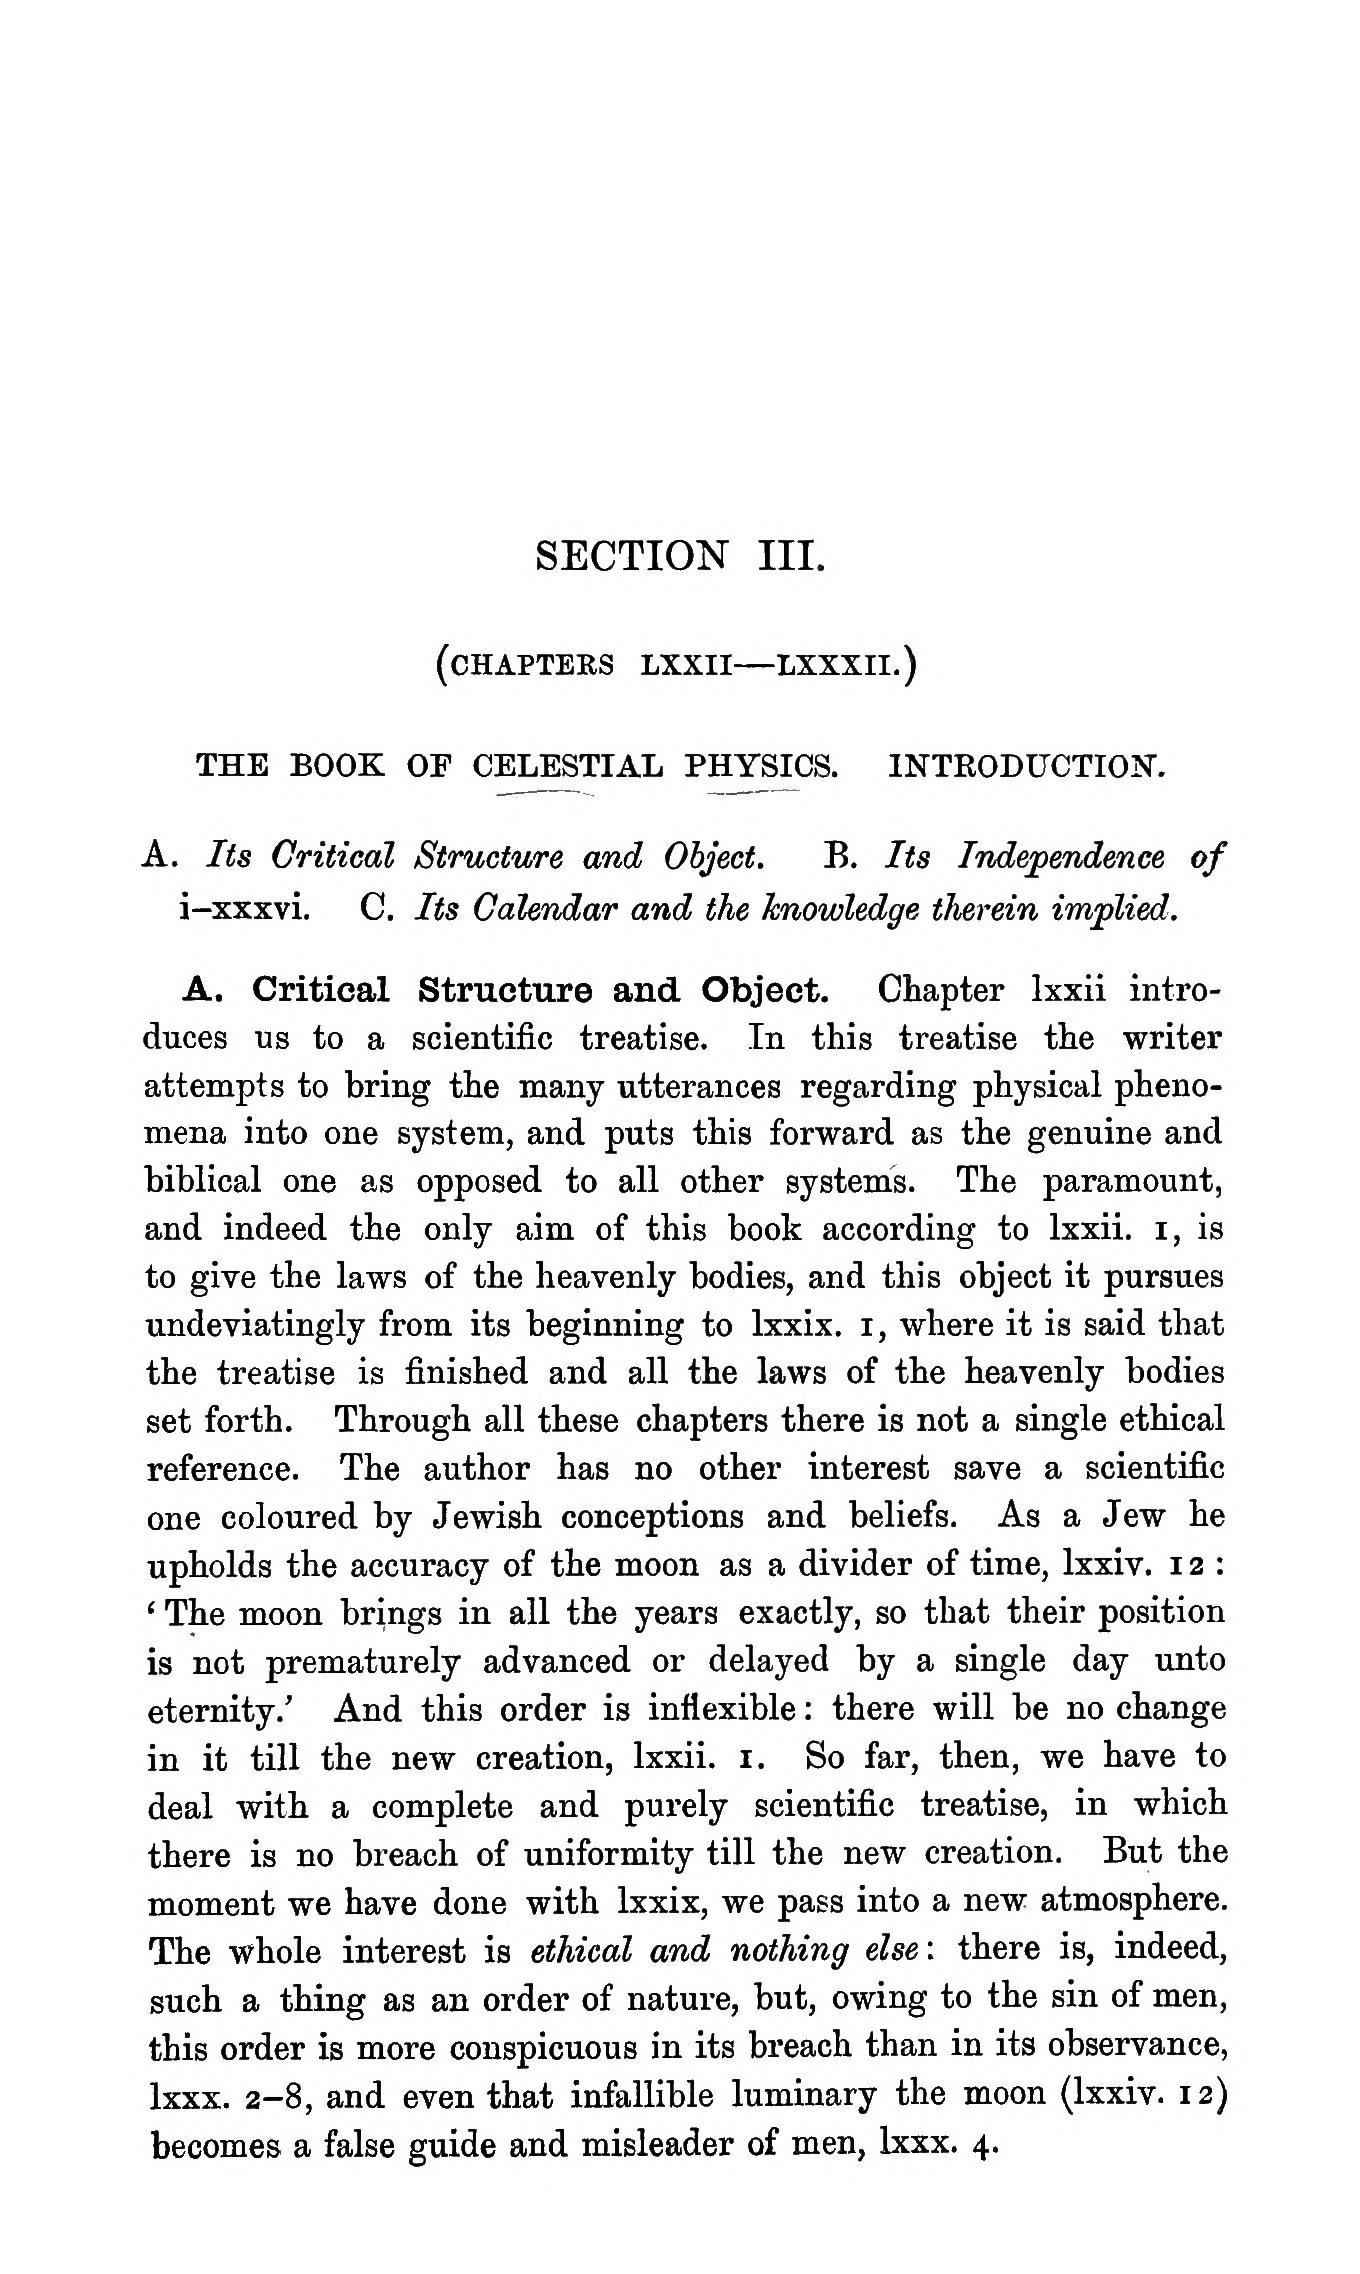 SECTION III.
(CHAPTERS LXXII—LXXXII.)
THE BOOK OF CELESTIAL PHYSICS. INTRODUCTION.
A. Its Critical Structure and Object. B. Its Independence of
i–xxxvi. C. Its Calendar and the knowledge therein implied.
A. Critical Structure and Object. Chapter lxxii intro-
duces us to a scientific treatise. In this treatise the writer
attempts to bring the many utterances regarding physical pheno-
mena into one system, and puts this forward as the genuine and
biblical one as opposed to all other systems. The paramount,
and indeed the only aim of this book according to lxxii. 1, is
to give the laws of the heavenly bodies, and this object it pursues
undeviatingly from its beginning to lxxix. 1, where it is said that
the treatise is finished and all the laws of the heavenly bodies
set forth. Through all these chapters there is not a single ethical
reference. The author has no other interest save a scientific
one coloured by Jewish conceptions and beliefs. As a Jew he
upholds the accuracy of the moon as a divider of time, lxxiv. 12 :
‘ The moon brings in all the years exactly, so that their position
is not prematurely advanced or delayed by a single day unto
eternity.’ And this order is inflexible : there will be no change
in it till the new creation, lxxii. 1. So far, then, we have to
deal with a complete and purely scientific treatise, in which
there is no breach of uniformity till the new creation. But the
moment we have done with lxxix, we pass into a new atmosphere.
The whole interest is ethical and nothing else : there is, indeed,
such a thing as an order of nature, but, owing to the sin of men,
this order is more conspicuous in its breach than in its observance,
lxxx. 2–8, and even that infallible luminary the moon (lxxiv. 12)
becomes a false guide and misleader of men, lxxx. 4.